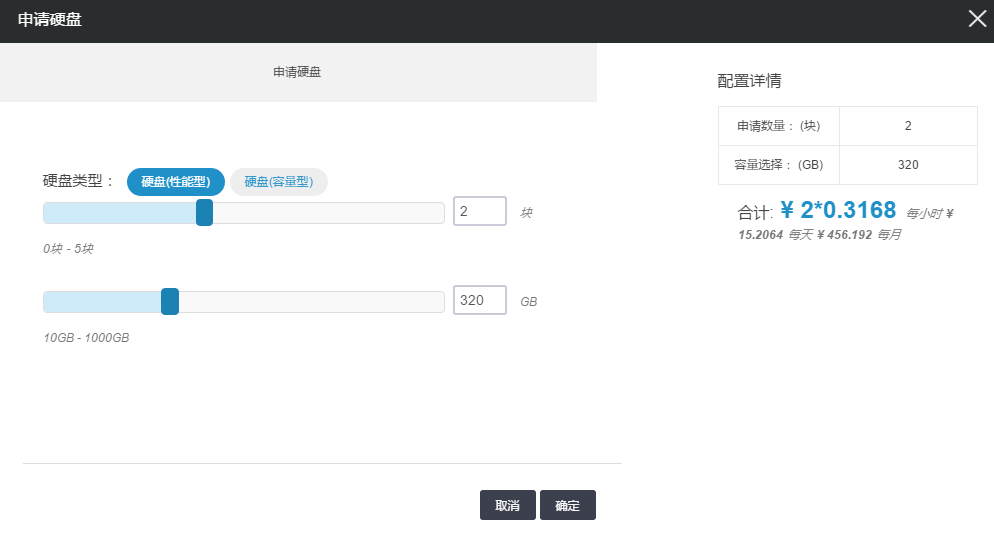 申请硬盘
申请硬盘
硬盘类型： 硬盘(性能型) 硬盘(容量型)
2 块
0块 - 5块
320 GB
10GB - 1000GB
取消 确定
配置详情
申请数量： (块) 2
容量选择： (GB) 320
合计: ¥ 2*0.3168 每小时 ¥
15.2064 每天 ¥ 456.192 每月